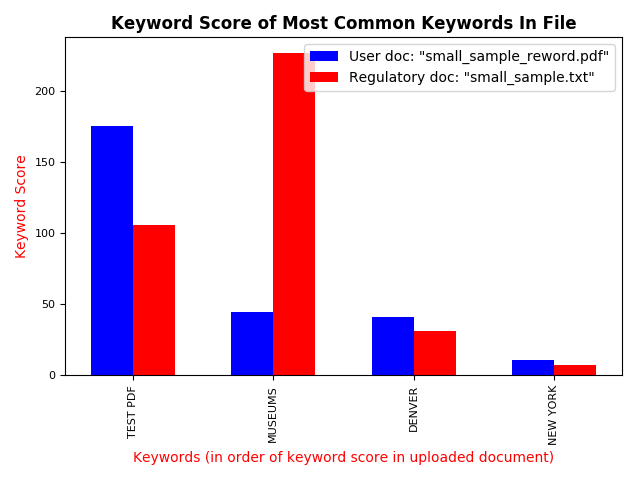 Keyword Score of Most Common Keywords In File
User doc: "small_sample_reword.pdf"
Regulatory doc: "small_sample.txt"
Keyword Score
200
150
100
50
0
TEST PDF
MUSEUMS
DENVER
NEW YORK
Keywords (in order of keyword score in uploaded document)